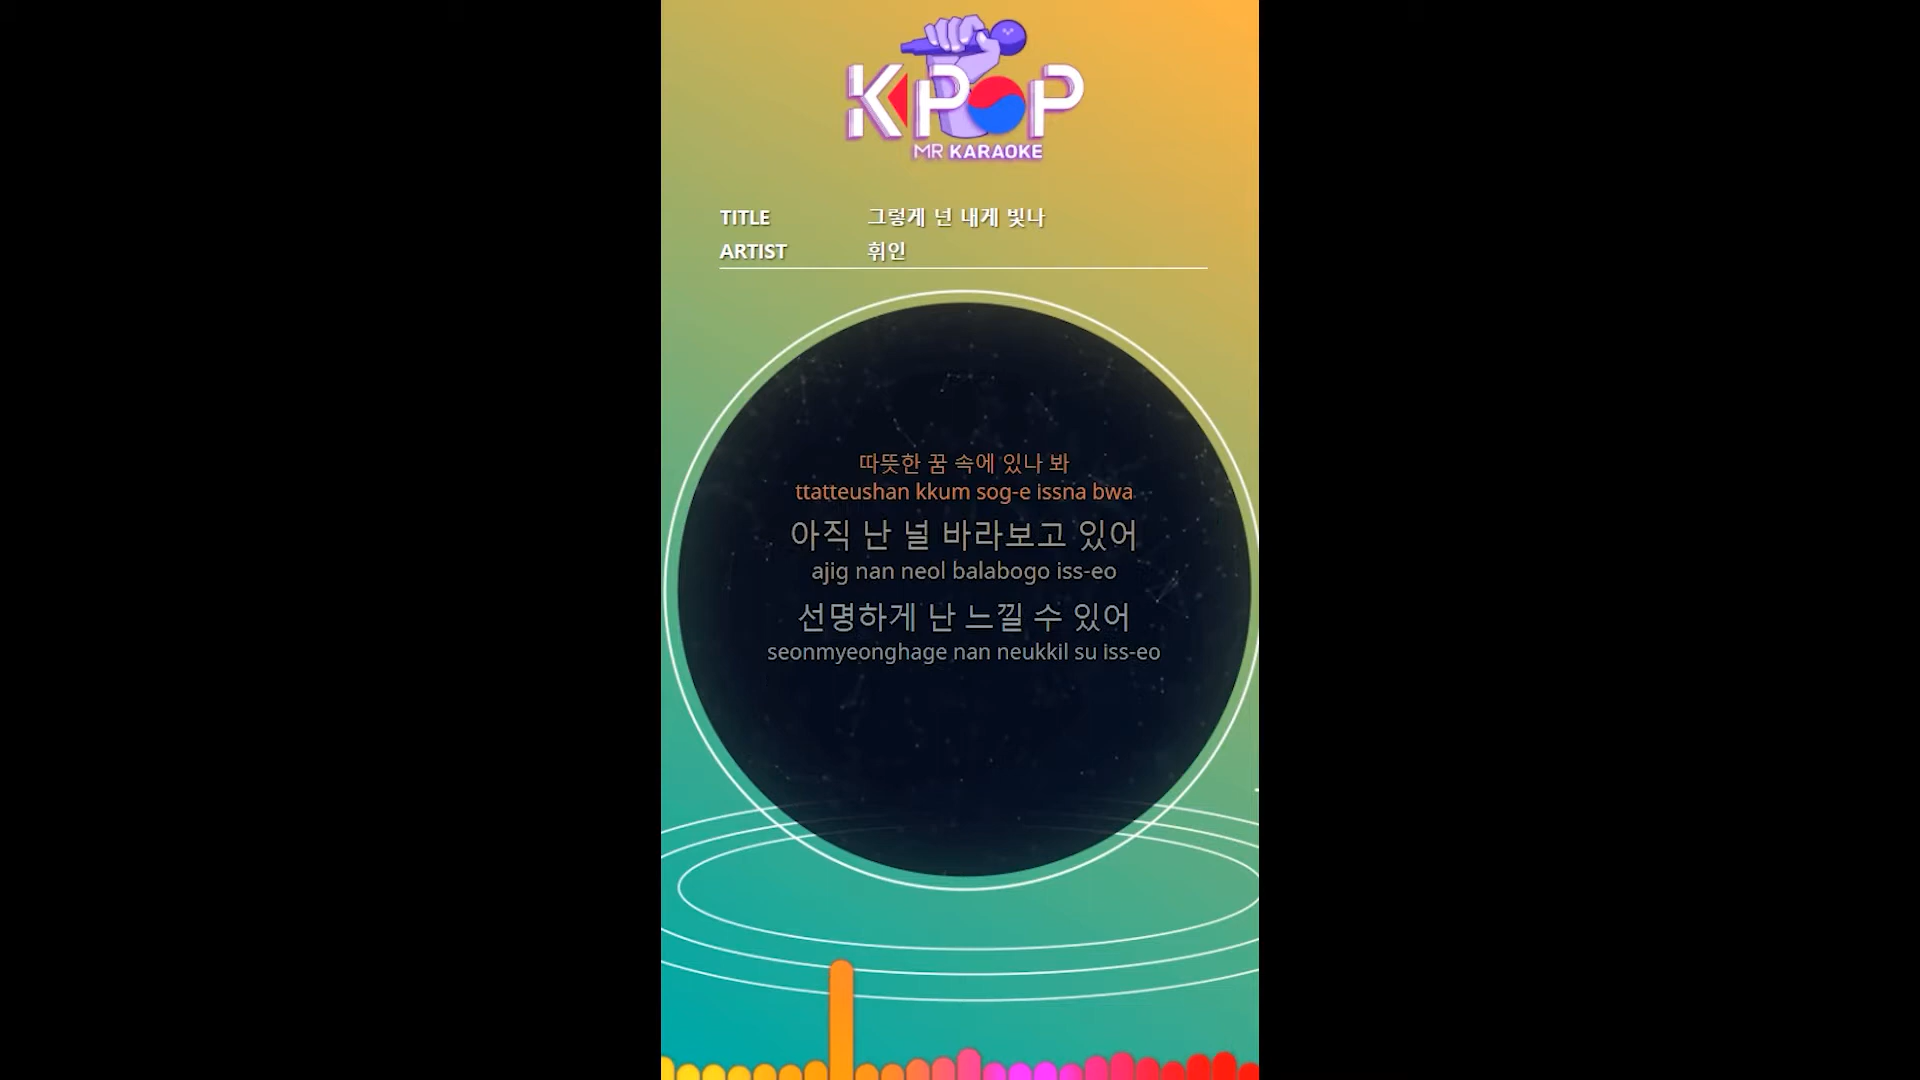 KPOP
MR KARAOKE
TITLE 그렇게 넌 내게 빛나
ARTIST 휘인
따뜻한 꿈 속에 있나 봐
ttatteushan kkum sog-e issna bwa
아직 난 널 바라보고 있어
ajig nan neol balabogo iss-eo
선명하게 난 느낄 수 있어
seonmyeonghage nan neukkil su iss-eo